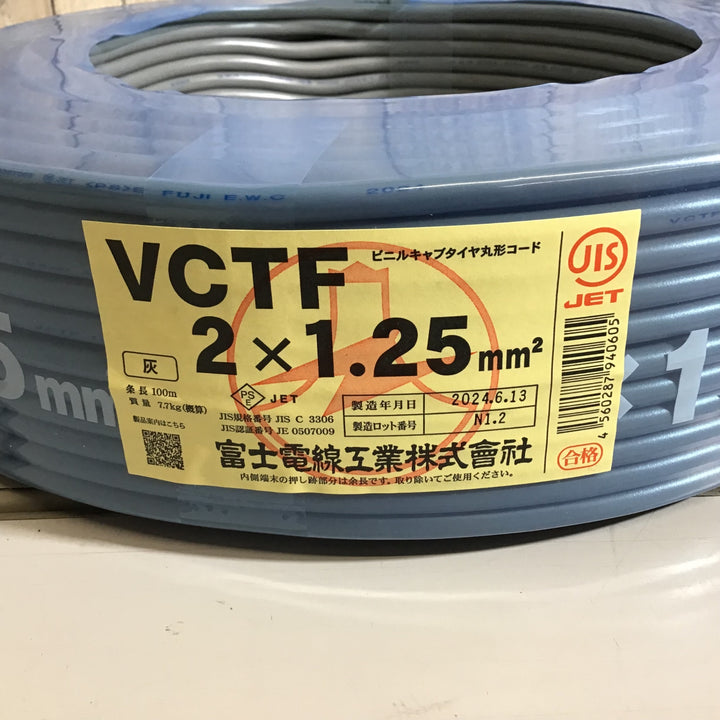 <PS>E FUJI E.W.C 2024
VCTF
ビニルキャブタイヤ丸形コード
2×1.25mm²
灰
条長 100m
質量 7.7kg(概算)
製品案内はこちら
PS
E
JET
JIS規格番号 JIS C 3306
JIS認証番号 JE 0507009
製造年月日 2024.6.13
製造ロット番号 N1.2
富士電線工業株式會社
内側端末の押し跡部分は余長です。取り除いてご使用ください。
JIS
JET
4560287940605
合格
5mm
×1
VCTF